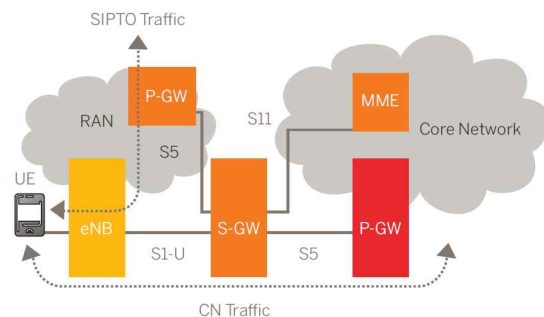 SIPTO Traffic
P-GW
MME
RAN
S11
Core Network
S5
UE
eNB
S-GW
P-GW
S1-U
S5
CN Traffic